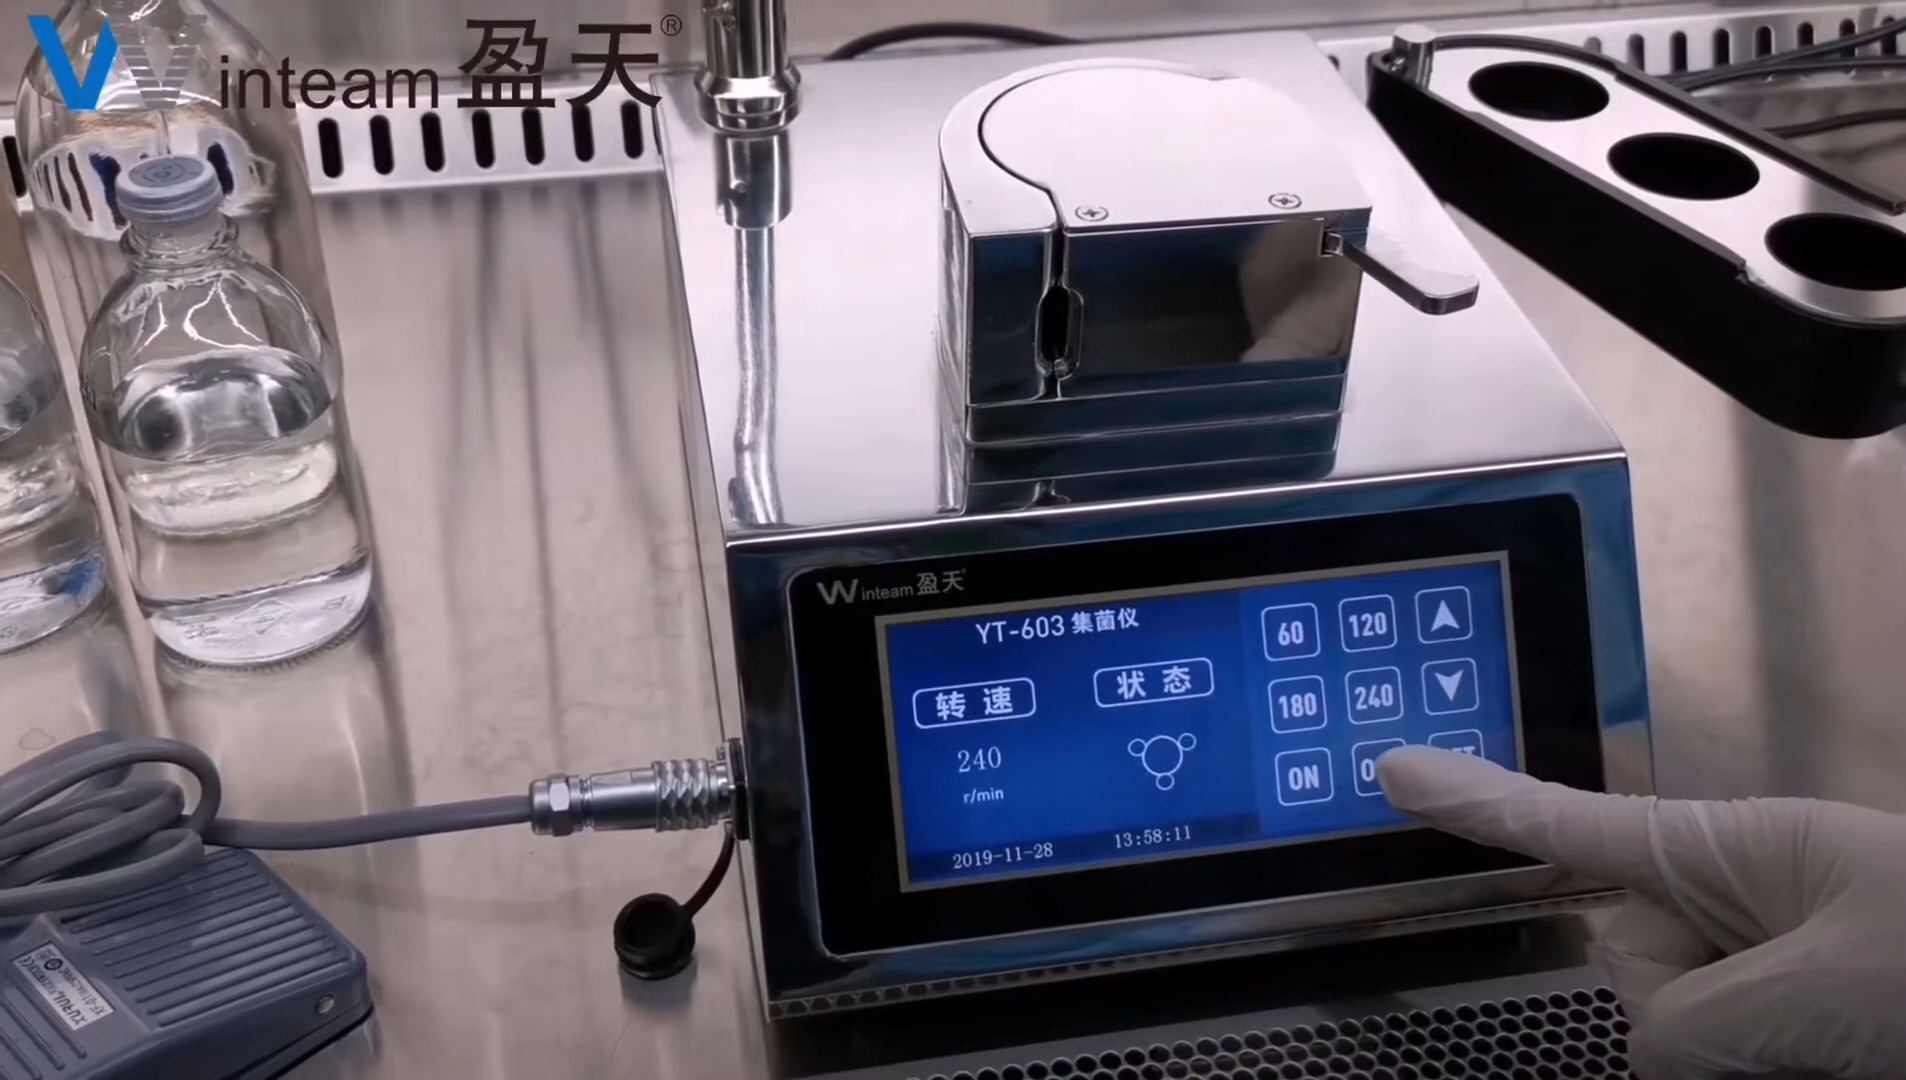 Winteam 盈天®
Winteam 盈天
YT-603 集菌仪
转速
状态
240
r/min
2019-11-28
13:58:11
60
120
180
240
ON